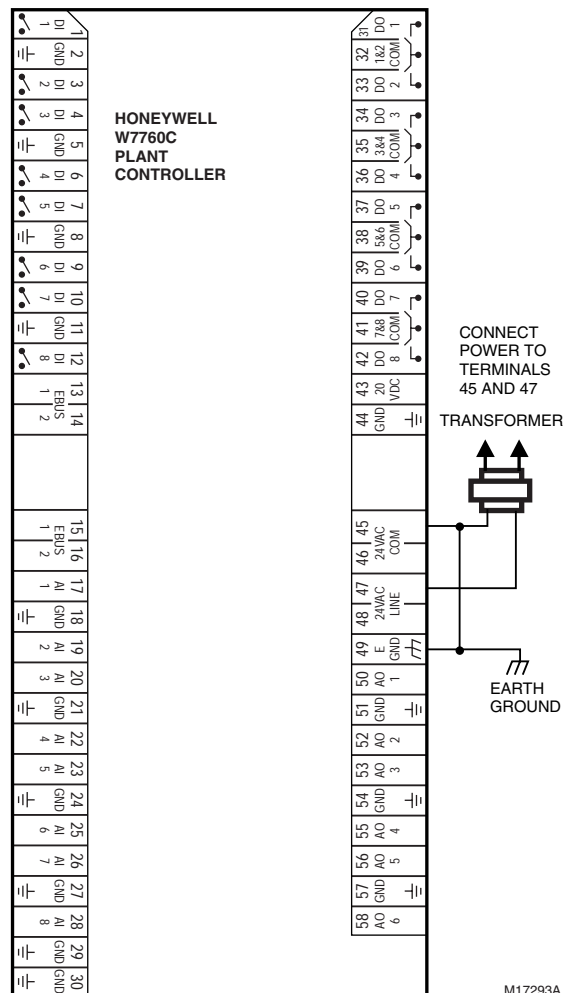 1 DI 1
2 GND
3 DI 2
4 DI 3
5 GND
6 DI 4
7 DI 5
8 GND
9 DI 6
10 DI 7
11 GND
12 DI 8
13 EBUS 1
14 EBUS 2
15 EBUS 1
16 EBUS 2
17 AI 1
18 GND
19 AI 2
20 AI 3
21 GND
22 AI 4
23 AI 5
24 GND
25 AI 6
26 AI 7
27 GND
28 AI 8
29 GND
30 GND
HONEYWELL
W7760C
PLANT
CONTROLLER
31 DO 1
32 1&2 COM
33 DO 2
34 DO 3
35 3&4 COM
36 DO 4
37 DO 5
38 5&6 COM
39 DO 6
40 DO 7
41 7&8 COM
42 DO 8
43 20 VDC
44 GND
45 46 24VAC COM
47 48 24VAC LINE
49 E GND
50 AO 1
51 GND
52 AO 2
53 AO 3
54 GND
55 AO 4
56 AO 5
57 GND
58 AO 6
CONNECT
POWER TO
TERMINALS
45 AND 47
TRANSFORMER
EARTH
GROUND
M17293A